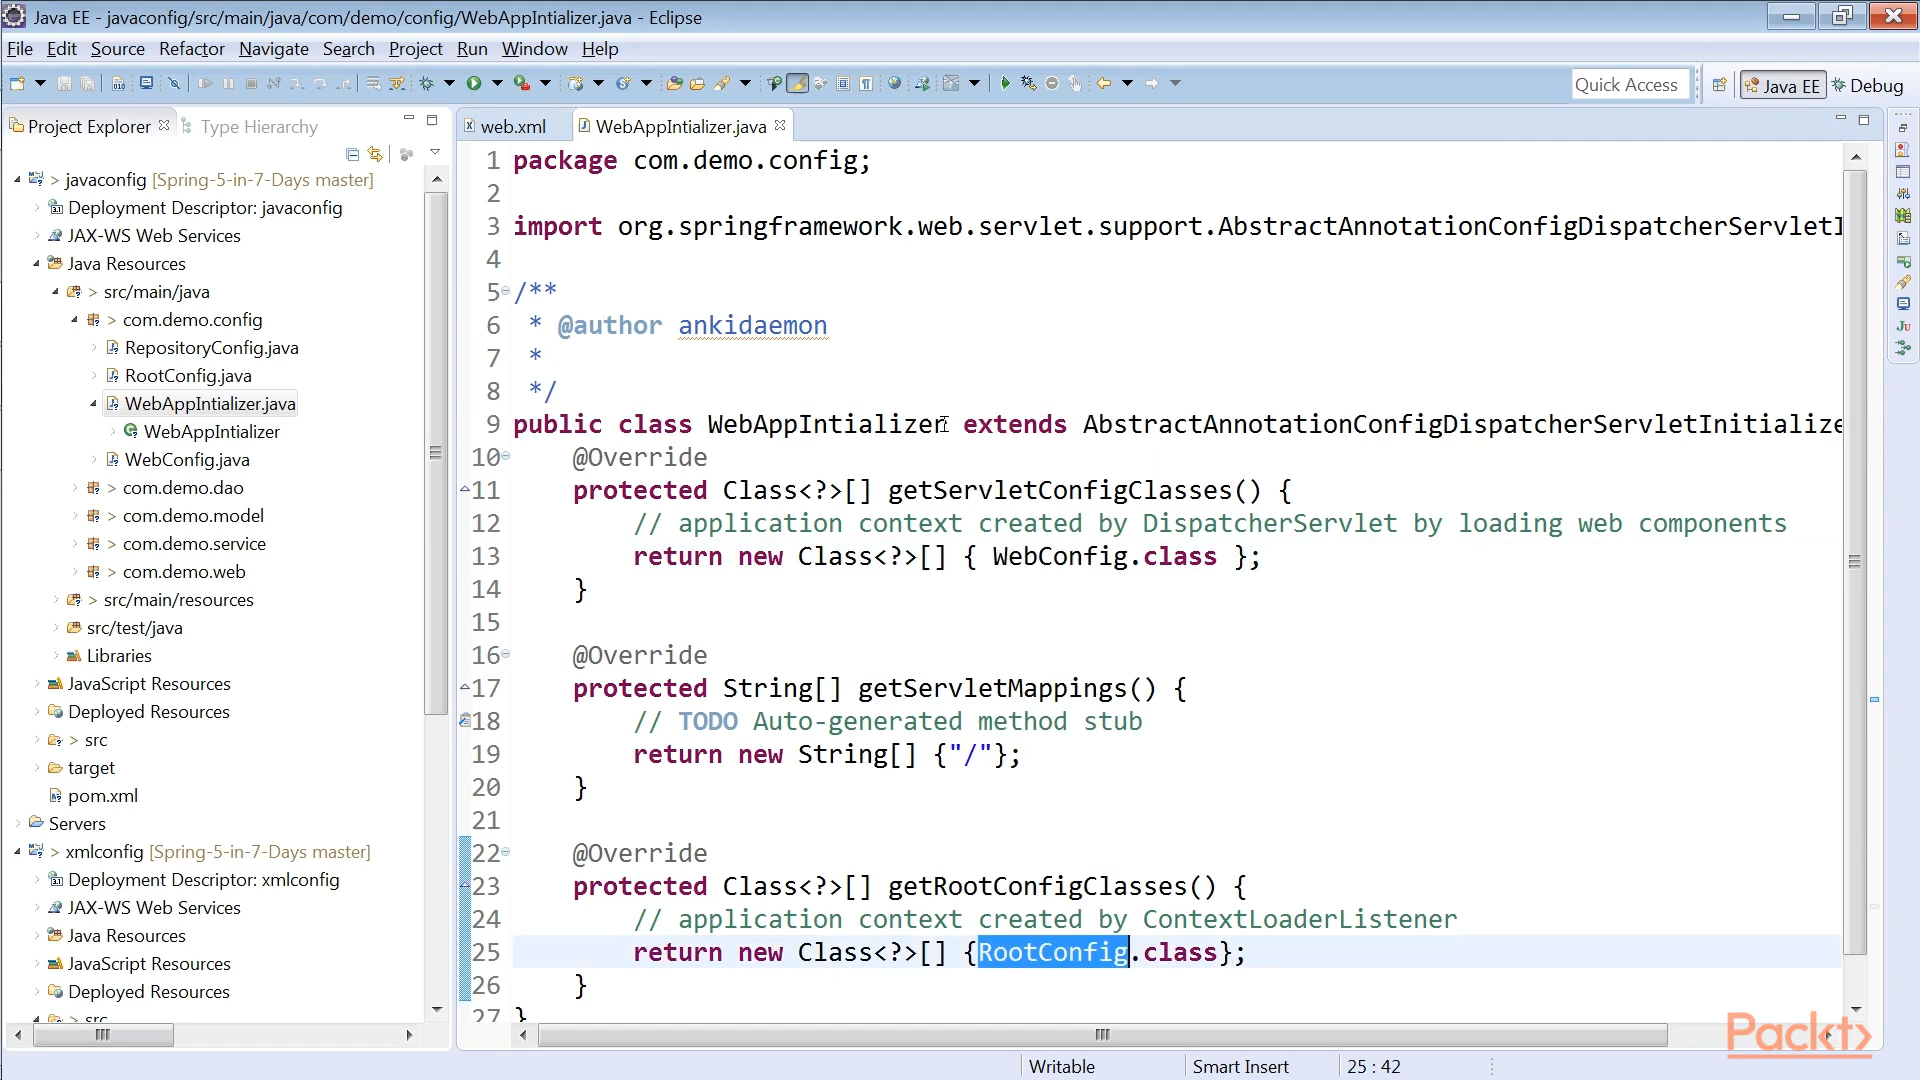 Java EE - javaconfig/src/main/java/com/demo/config/WebAppIntializer.java - Eclipse
File Edit Source Refactor Navigate Search Project Run Window Help
Quick Access
Java EE
Debug
Project Explorer
Type Hierarchy
> javaconfig [Spring-5-in-7-Days master]
Deployment Descriptor: javaconfig
JAX-WS Web Services
Java Resources
> src/main/java
> com.demo.config
RepositoryConfig.java
RootConfig.java
WebAppIntializer.java
WebAppIntializer
WebConfig.java
> com.demo.dao
> com.demo.model
> com.demo.service
> com.demo.web
> src/main/resources
src/test/java
Libraries
JavaScript Resources
Deployed Resources
> src
target
pom.xml
Servers
> xmlconfig [Spring-5-in-7-Days master]
Deployment Descriptor: xmlconfig
JAX-WS Web Services
Java Resources
JavaScript Resources
Deployed Resources
> src
web.xml
WebAppIntializer.java
1 package com.demo.config;
2
3 import org.springframework.web.servlet.support.AbstractAnnotationConfigDispatcherServletI
4
5 /**
6 * @author ankidaemon
7 *
8 */
9 public class WebAppIntializer extends AbstractAnnotationConfigDispatcherServletInitialize
10 @Override
11 protected Class<?>[] getServletConfigClasses() {
12 // application context created by DispatcherServlet by loading web components
13 return new Class<?>[] { WebConfig.class };
14 }
15
16 @Override
17 protected String[] getServletMappings() {
18 // TODO Auto-generated method stub
19 return new String[] {"/"};
20 }
21
22 @Override
23 protected Class<?>[] getRootConfigClasses() {
24 // application context created by ContextLoaderListener
25 return new Class<?>[] {RootConfig.class};
26 }
27 }
Packt>
Writable
Smart Insert
25 : 42